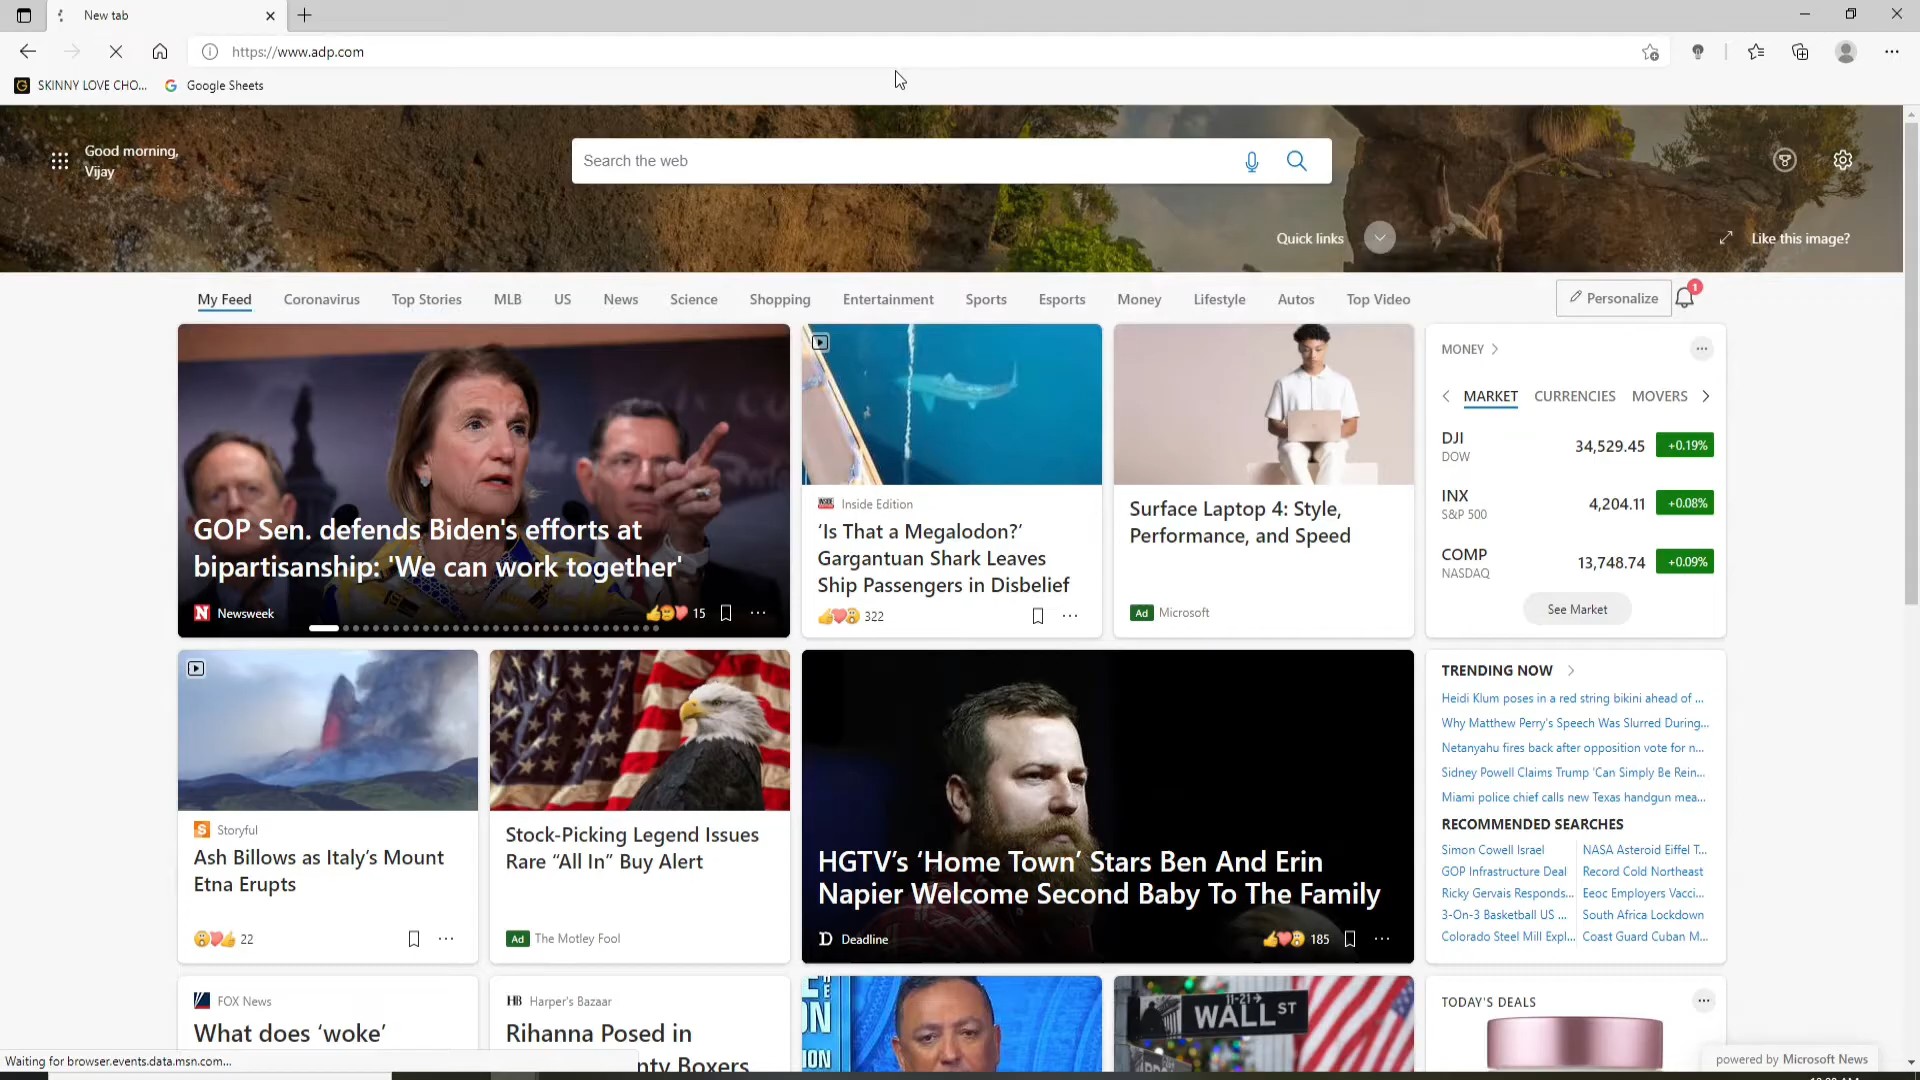 New tab
https://www.adp.com
SKINNY LOVE CHO...
Google Sheets
Good morning,
Vijay
Search the web
Quick links
Like this image?
My Feed
Coronavirus
Top Stories
MLB
US
News
Science
Shopping
Entertainment
Sports
Esports
Money
Lifestyle
Autos
Top Video
Personalize
1
GOP Sen. defends Biden's efforts at
bipartisanship: 'We can work together'
Newsweek
15
Inside Edition
‘Is That a Megalodon?’
Gargantuan Shark Leaves
Ship Passengers in Disbelief
322
Surface Laptop 4: Style,
Performance, and Speed
Ad Microsoft
MONEY
MARKET
CURRENCIES
MOVERS
DJI
DOW
34,529.45
+0.19%
INX
S&P 500
4,204.11
+0.08%
COMP
NASDAQ
13,748.74
+0.09%
See Market
Storyful
Ash Billows as Italy’s Mount
Etna Erupts
22
Stock-Picking Legend Issues
Rare “All In” Buy Alert
Ad The Motley Fool
HGTV’s ‘Home Town’ Stars Ben And Erin
Napier Welcome Second Baby To The Family
Deadline
185
TRENDING NOW
Heidi Klum poses in a red string bikini ahead of ...
Why Matthew Perry's Speech Was Slurred During...
Netanyahu fires back after opposition vote for n...
Sidney Powell Claims Trump 'Can Simply Be Rein...
Miami police chief calls new Texas handgun mea...
RECOMMENDED SEARCHES
Simon Cowell Israel
NASA Asteroid Eiffel T...
GOP Infrastructure Deal
Record Cold Northeast
Ricky Gervais Responds...
Eeoc Employers Vacci...
3-On-3 Basketball US ...
South Africa Lockdown
Colorado Steel Mill Expl...
Coast Guard Cuban M...
FOX News
What does ‘woke’
HB Harper's Bazaar
Rihanna Posed in
nty Boxers
11-21
WALL ST
TODAY'S DEALS
Waiting for browser.events.data.msn.com...
powered by Microsoft News